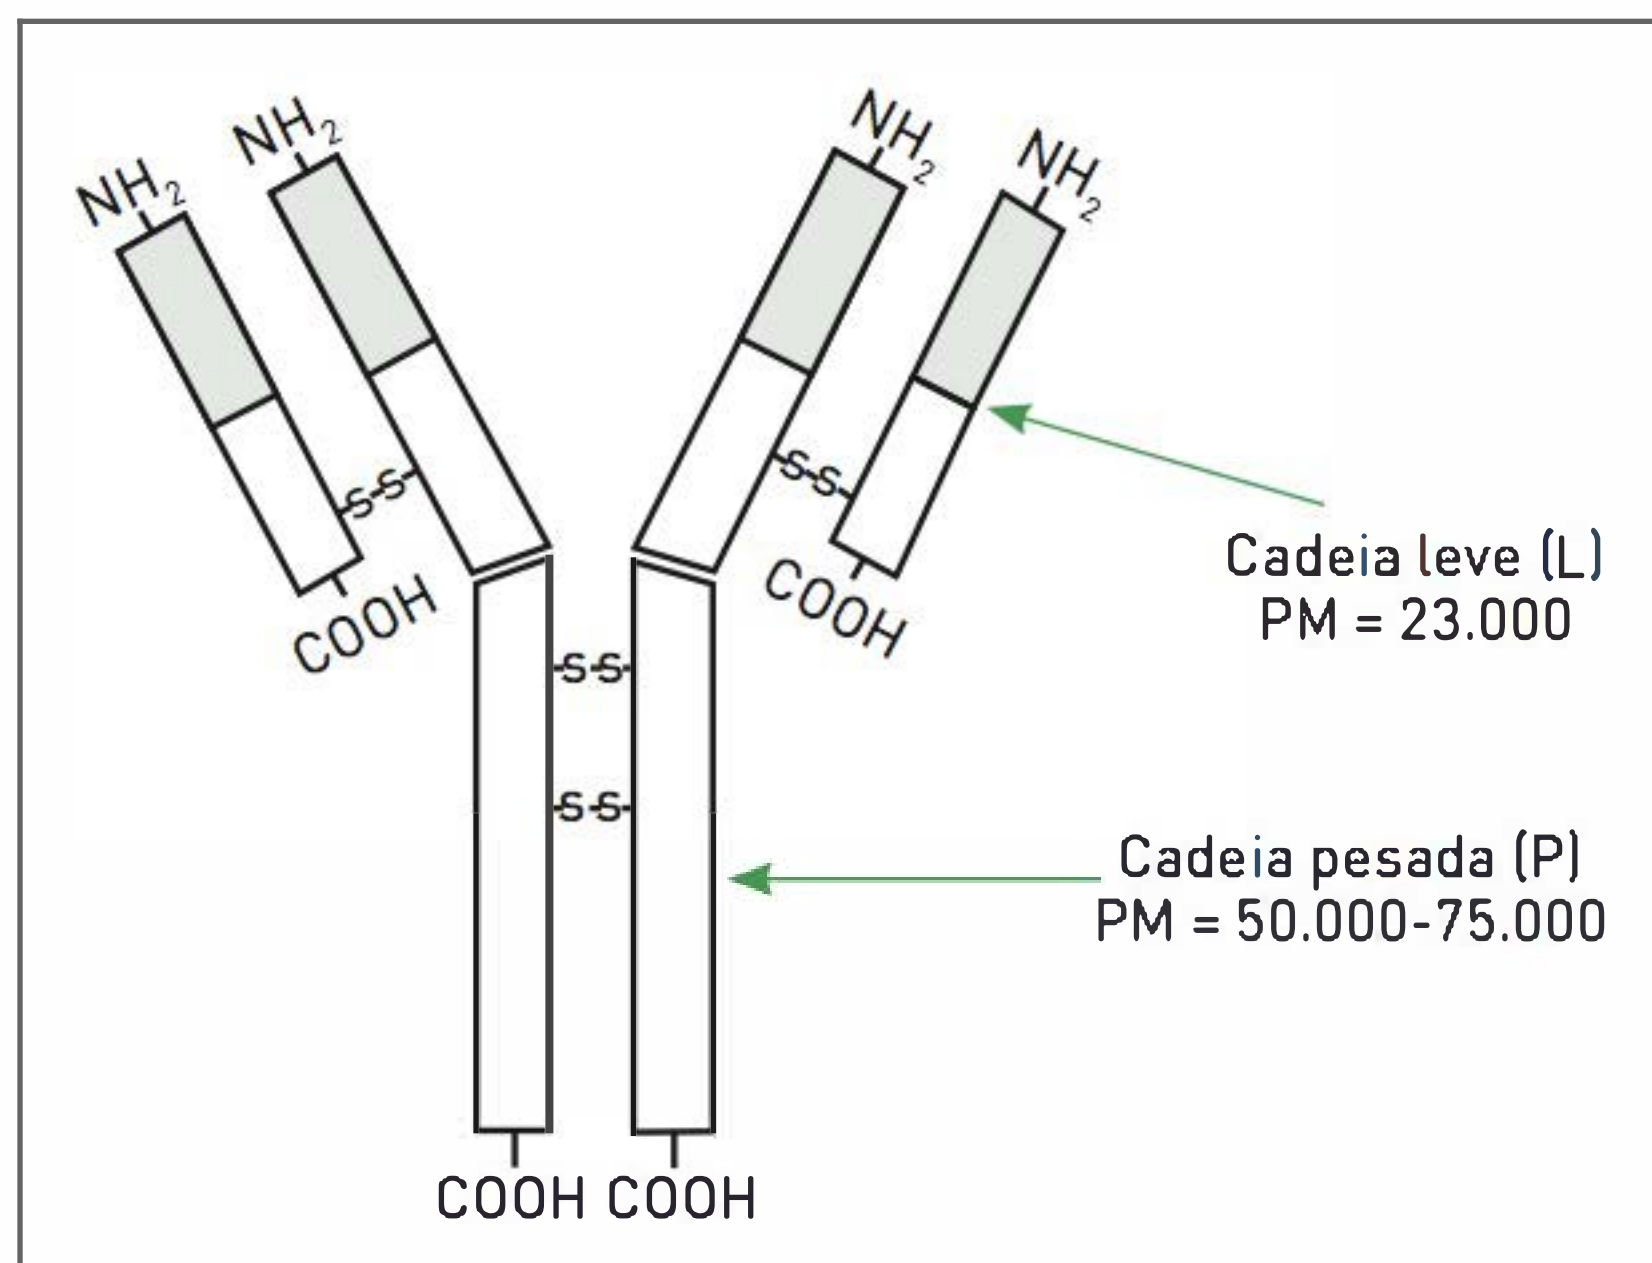 NH2
NH2
NH2
NH2
S-S
S-S
COOH
COOH
Cadeia leve (L)
PM = 23.000
S-S
S-S
Cadeia pesada (P)
PM = 50.000-75.000
COOH COOH